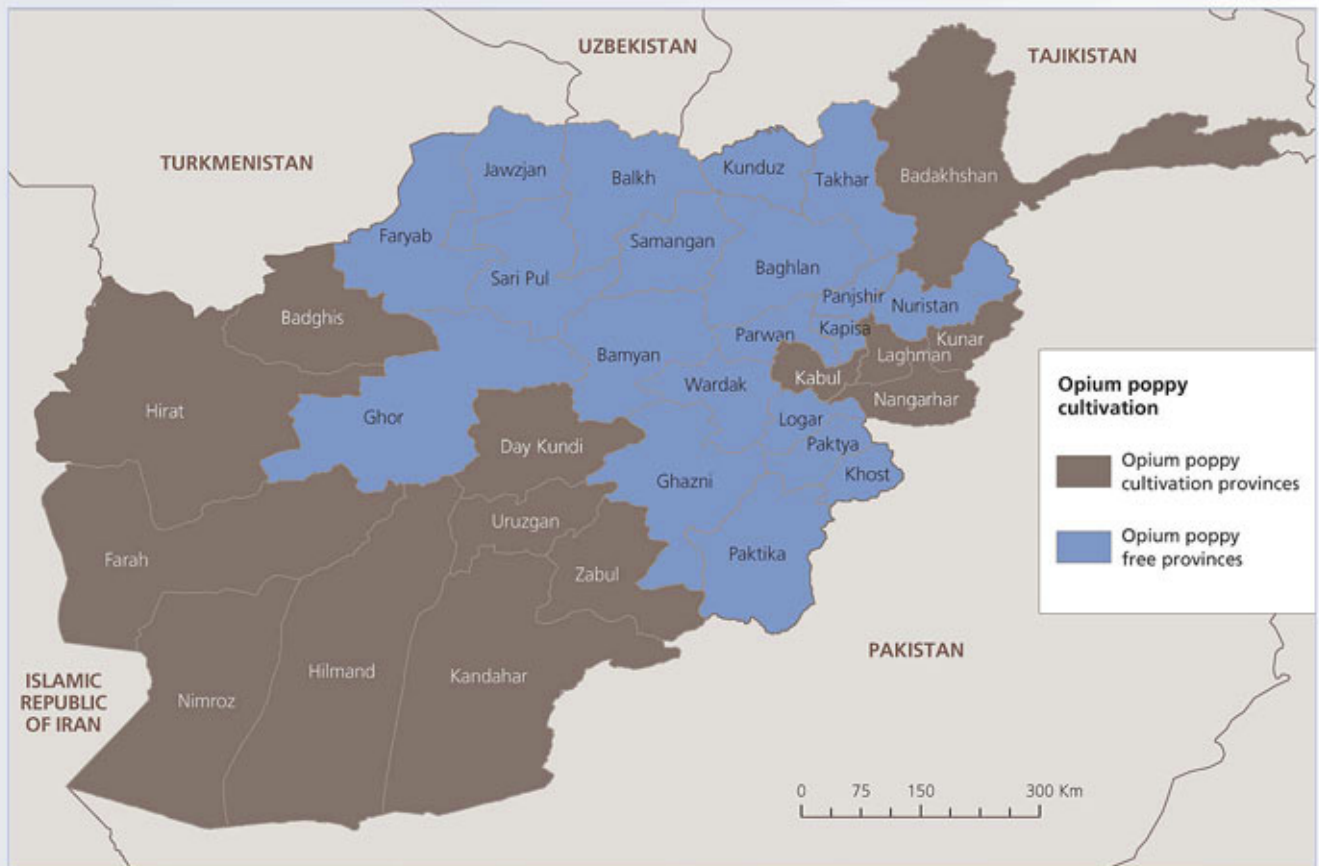 UZBEKISTAN
TAJIKISTAN
TURKMENISTAN
Jawzjan
Balkh
Kunduz
Takhar
Badakhshan
Faryab
Samangan
Sari Pul
Baghlan
Panjshir
Nuristan
Badghis
Parwan
Kapisa
Kunar
Laghman
Bamyan
Kabul
Wardak
Nangarhar
Hirat
Ghor
Logar
Day Kundi
Paktya
Khost
Ghazni
Uruzgan
Farah
Zabul
Paktika
Hilmand
Kandahar
Nimroz
PAKISTAN
ISLAMIC
REPUBLIC
OF IRAN
Opium poppy
cultivation
Opium poppy
cultivation provinces
Opium poppy
free provinces
0 75 150 300 Km